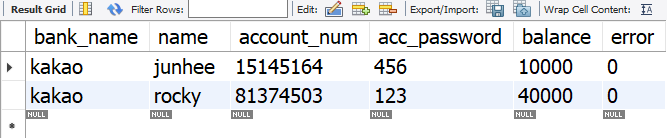 Result Grid Filter Rows: Edit: Export/Import: Wrap Cell Content:
bank_name name account_num acc_password balance error
kakao junhee 15145164 456 10000 0
kakao rocky 81374503 123 40000 0
NULL NULL NULL NULL NULL NULL